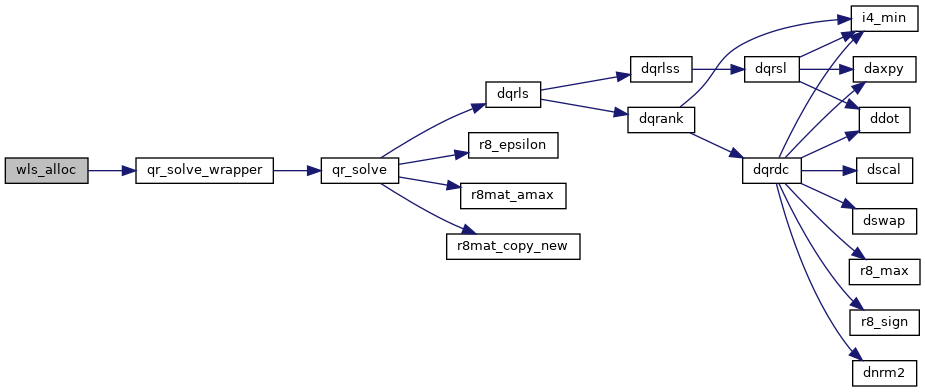 wls_alloc
qr_solve_wrapper
qr_solve
dqrls
r8_epsilon
r8mat_amax
r8mat_copy_new
dqrlss
dqrank
dqrsl
dqrdc
i4_min
daxpy
ddot
dscal
dswap
r8_max
r8_sign
dnrm2